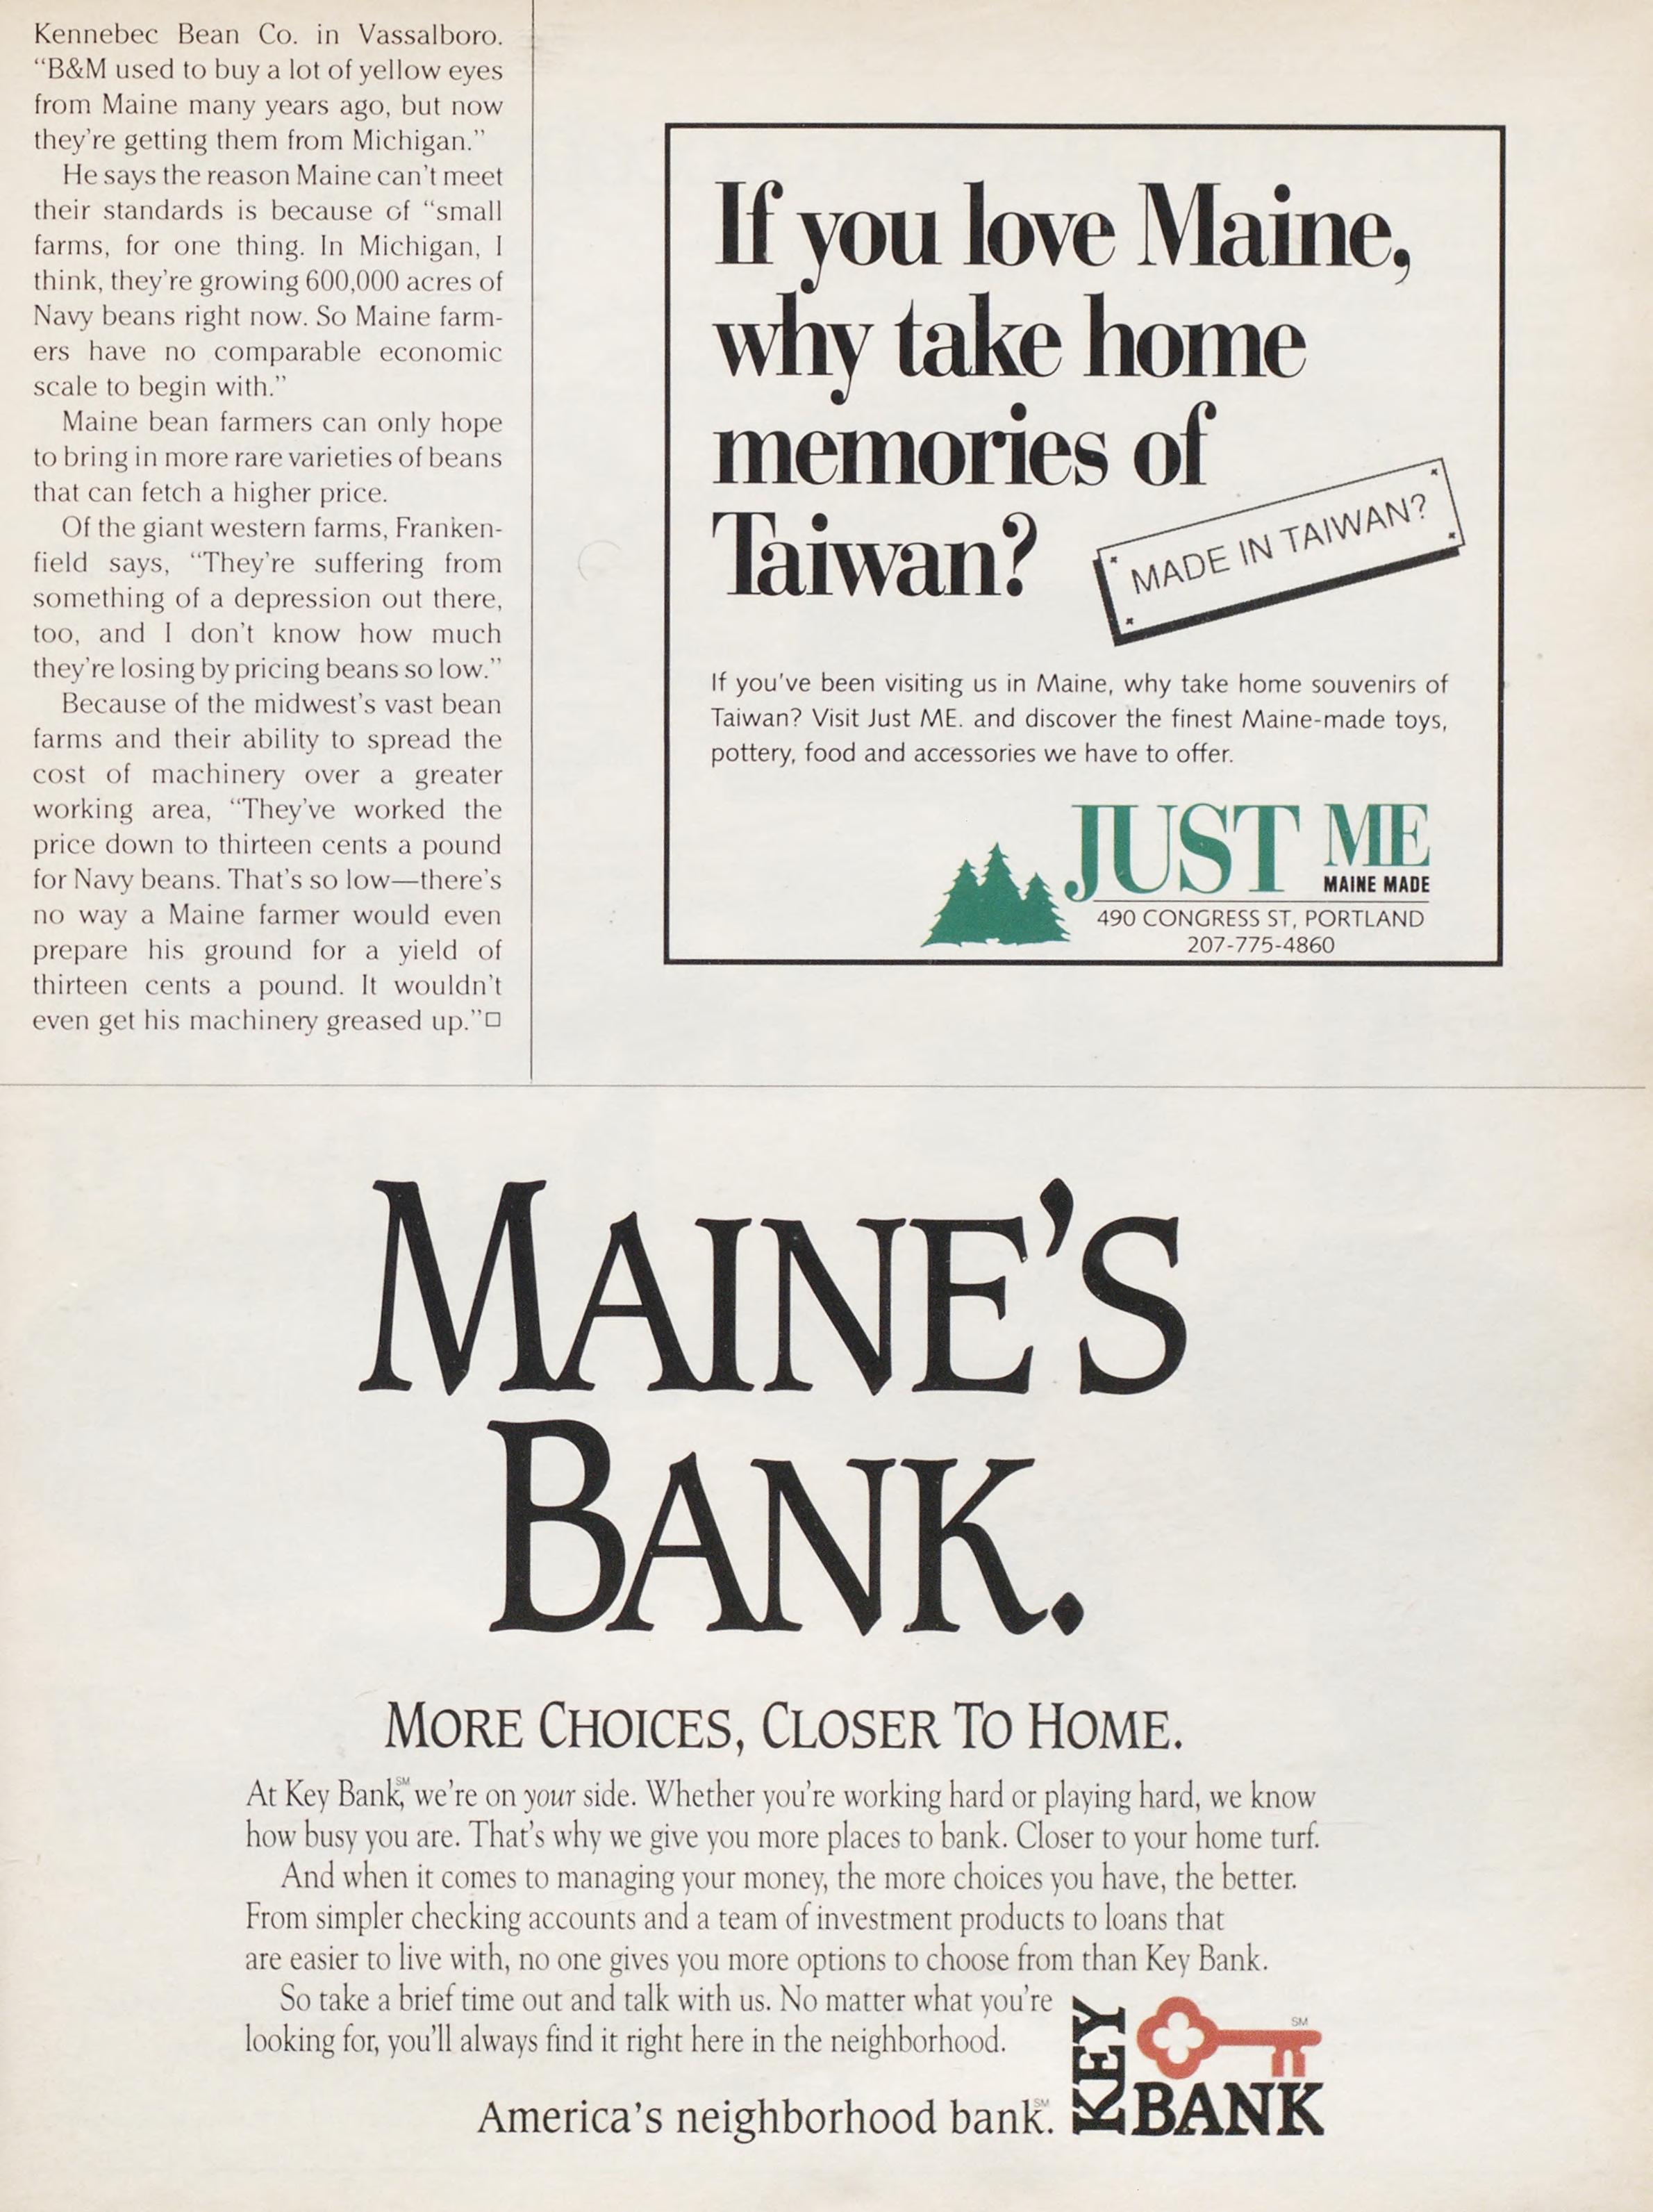 Kennebec Bean Co. in Vassalboro.
“B&M used to buy a lot of yellow eyes
from Maine many years ago, but now
they're getting them from Michigan.”
He says the reason Maine can't meet
their standards is because of “small
farms, for one thing. In Michigan, I
think, they're growing 600,000 acres of
Navy beans right now. So Maine farm-
ers have no comparable economic
scale to begin with.”
Maine bean farmers can only hope
to bring in more rare varieties of beans
that can fetch a higher price.
Of the giant western farms, Franken-
field says, “They're suffering from
something of a depression out there,
too, and I don't know how much
they're losing by pricing beans so low.”
Because of the midwest's vast bean
farms and their ability to spread the
cost of machinery over a greater
working area, “They've worked the
price down to thirteen cents a pound
for Navy beans. That's so low—there's
no way a Maine farmer would even
prepare his ground for a yield of
thirteen cents a pound. It wouldn't
even get his machinery greased up.”□
If you love Maine,
why take home
memories of
Taiwan?
MADE IN TAIWAN?
If you've been visiting us in Maine, why take home souvenirs of
Taiwan? Visit Just ME. and discover the finest Maine-made toys,
pottery, food and accessories we have to offer.
JUST ME
MAINE MADE
490 CONGRESS ST, PORTLAND
207-775-4860
MAINE'S
BANK.
MORE CHOICES, CLOSER TO HOME.
At Key Bank,℠ we're on your side. Whether you're working hard or playing hard, we know
how busy you are. That's why we give you more places to bank. Closer to your home turf.
And when it comes to managing your money, the more choices you have, the better.
From simpler checking accounts and a team of investment products to loans that
are easier to live with, no one gives you more options to choose from than Key Bank.
So take a brief time out and talk with us. No matter what you're
looking for, you'll always find it right here in the neighborhood.
America's neighborhood bank.℠
KEY
SM
BANK